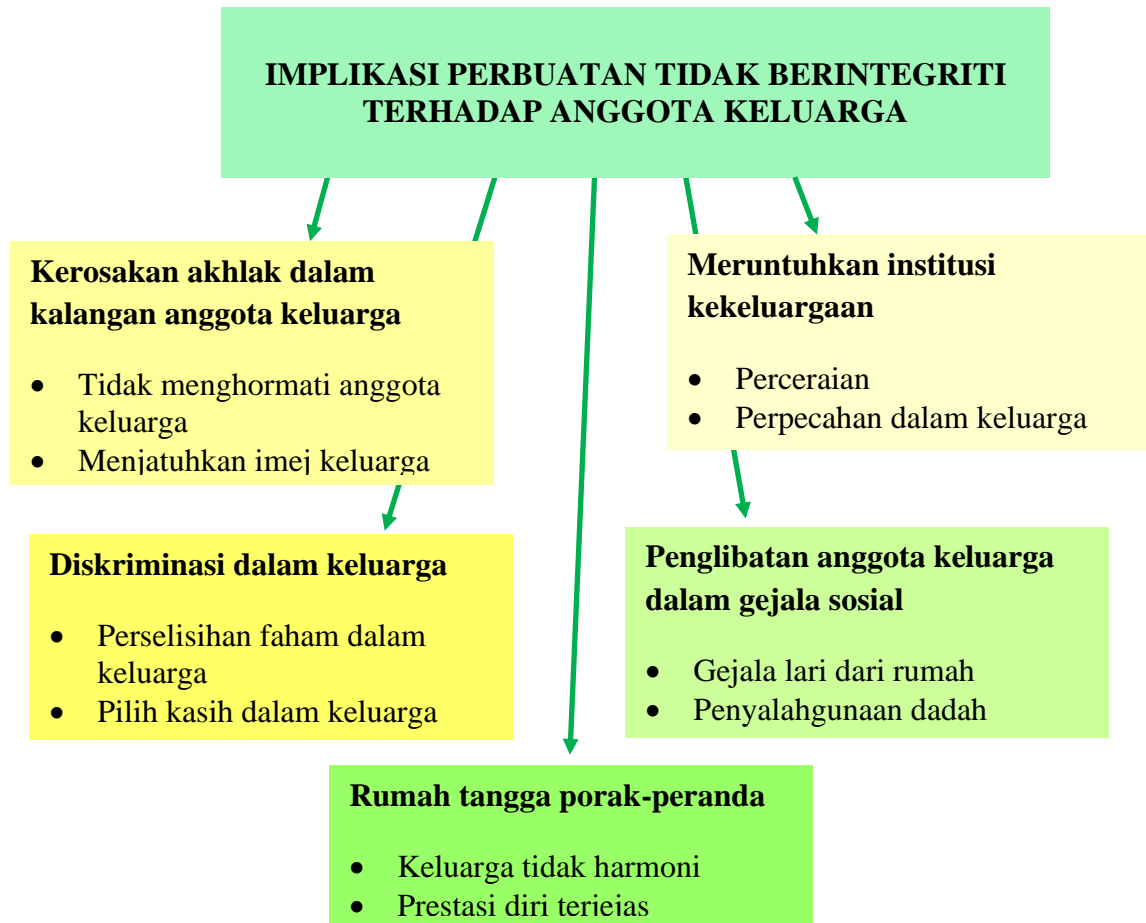 IMPLIKASI PERBUATAN TIDAK BERINTEGRITI
TERHADAP ANGGOTA KELUARGA
Kerosakan akhlak dalam
kalangan anggota keluarga
• Tidak menghormati anggota
keluarga
• Menjatuhkan imej keluarga
Meruntuhkan institusi
kekeluargaan
• Perceraian
• Perpecahan dalam keluarga
Diskriminasi dalam keluarga
• Perselisihan faham dalam
keluarga
• Pilih kasih dalam keluarga
Penglibatan anggota keluarga
dalam gejala sosial
• Gejala lari dari rumah
• Penyalahgunaan dadah
Rumah tangga porak-peranda
• Keluarga tidak harmoni
• Prestasi diri terjejas